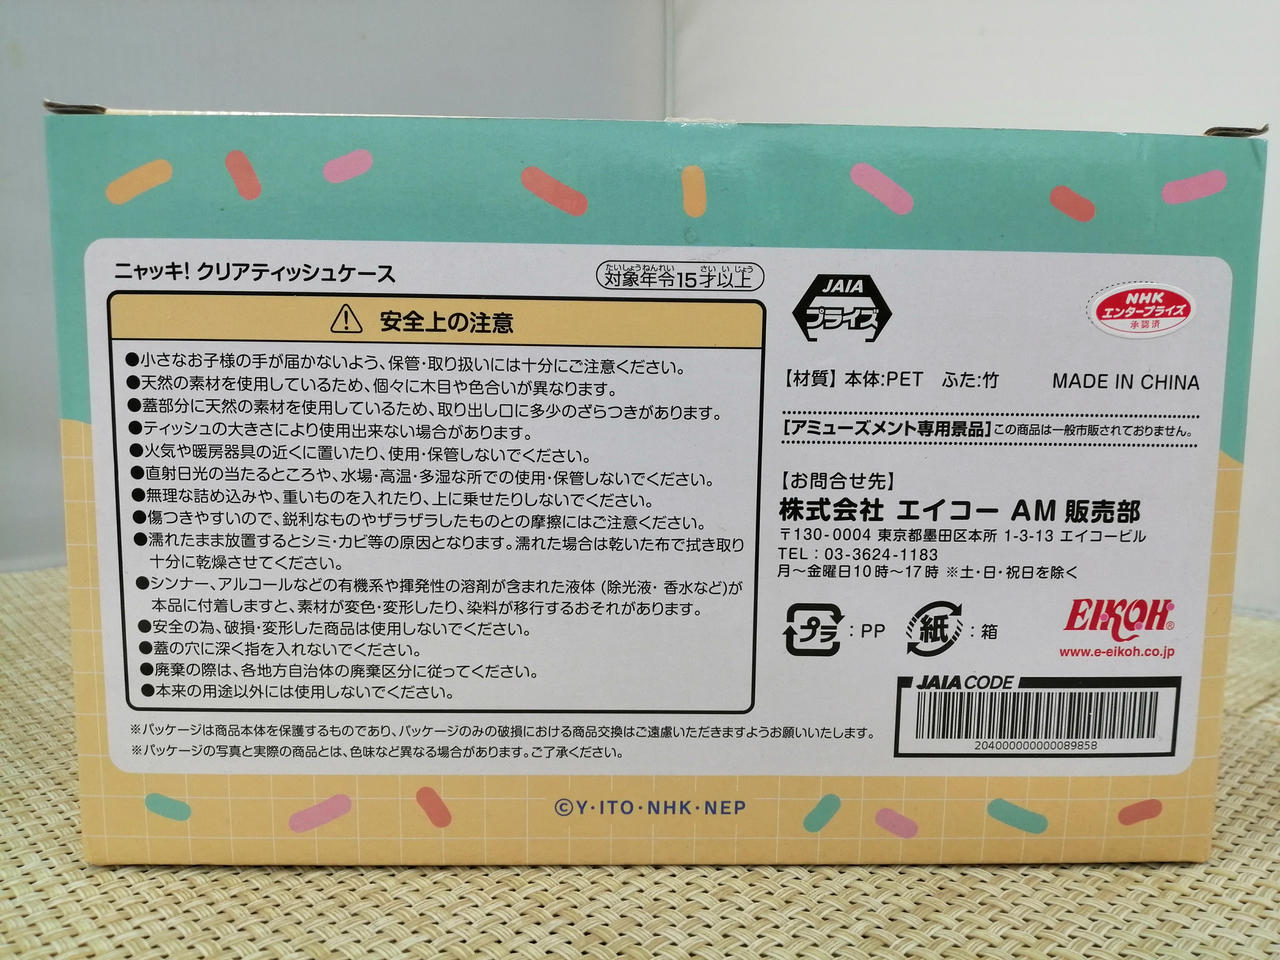 ニャッキ! クリアティッシュケース
たいしょうねんれい さい いじょう
対象年令15才以上
安全上の注意
●小さなお子様の手が届かないよう、保管・取り扱いには十分にご注意ください。
●天然の素材を使用しているため、個々に木目や色合いが異なります。
●蓋部分に天然の素材を使用しているため、取り出し口に多少のざらつきがあります。
●ティッシュの大きさにより使用出来ない場合があります。
●火気や暖房器具の近くに置いたり、使用・保管しないでください。
●直射日光の当たるところや、水場・高温・多湿な所での使用・保管しないでください。
●無理な詰め込みや、重いものを入れたり、上に乗せたりしないでください。
●傷つきやすいので、鋭利なものやザラザラしたものとの摩擦にはご注意ください。
●濡れたまま放置するとシミ・カビ等の原因となります。濡れた場合は乾いた布で拭き取り
十分に乾燥させてください。
●シンナー、アルコールなどの有機系や揮発性の溶剤が含まれた液体 (除光液・香水など)が
本品に付着しますと、素材が変色・変形したり、染料が移行するおそれがあります。
●安全の為、破損・変形した商品は使用しないでください。
●蓋の穴に深く指を入れないでください。
●廃棄の際は、各地方自治体の廃棄区分に従ってください。
●本来の用途以外には使用しないでください。
※パッケージは商品本体を保護するものであり、パッケージのみの破損における商品交換はご遠慮いただきますようお願いいたします。
※パッケージの写真と実際の商品とは、色味など異なる場合があります。ご了承ください。
JAIA
プライズ
NHK
エンタープライズ
承認済
【材質】本体:PET ふた:竹 MADE IN CHINA
【アミューズメント専用景品】この商品は一般市販されておりません。
【お問合せ先】
株式会社 エイコー AM 販売部
〒130-0004 東京都墨田区本所 1-3-13 エイコービル
TEL : 03-3624-1183
月〜金曜日10時〜17時 ※土・日・祝日を除く
プラ : PP 紙 : 箱
EIKOH®
www.e-eikoh.co.jp
JAIA CODE
204000000000089858
©Y・ITO・NHK・NEP